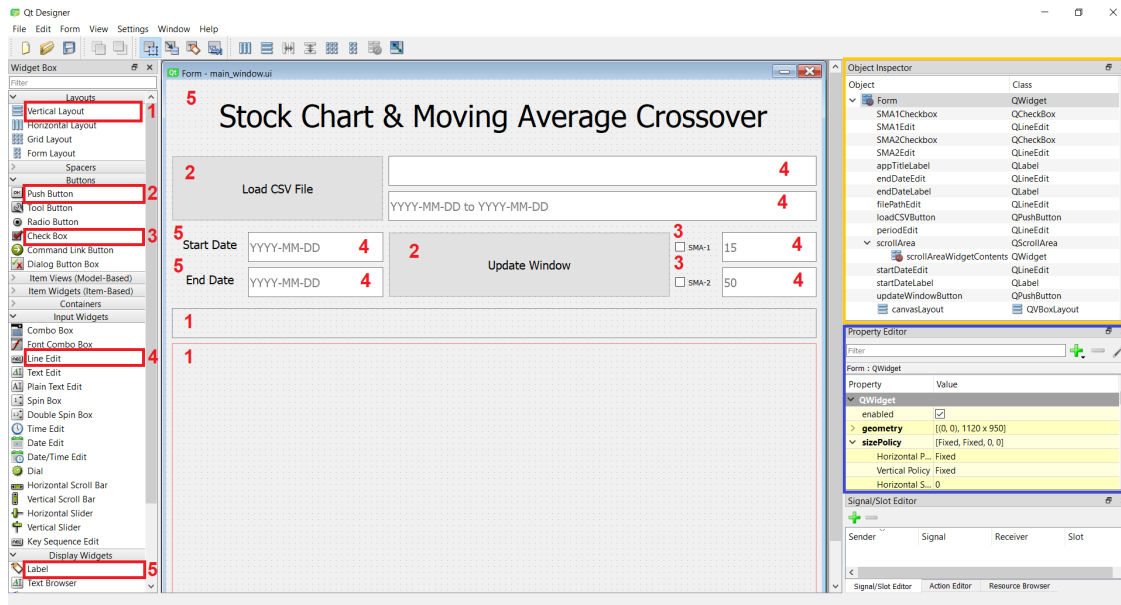 Qt Designer
File Edit Form View Settings Window Help
Widget Box
Filter
Layouts
Vertical Layout 1
Horizontal Layout
Grid Layout
Form Layout
Spacers
Buttons
Push Button 2
Tool Button
Radio Button
Check Box 3
Command Link Button
Dialog Button Box
Item Views (Model-Based)
Item Widgets (Item-Based)
Containers
Input Widgets
Combo Box
Font Combo Box
Line Edit 4
Text Edit
Plain Text Edit
Spin Box
Double Spin Box
Time Edit
Date Edit
Date/Time Edit
Dial
Horizontal Scroll Bar
Vertical Scroll Bar
Horizontal Slider
Vertical Slider
Key Sequence Edit
Display Widgets
Label 5
Text Browser
Form - main_window.ui
5
Stock Chart & Moving Average Crossover
2 Load CSV File 4
YYYY-MM-DD to YYYY-MM-DD 4
5 Start Date YYYY-MM-DD 4
2 Update Window
3 SMA-1 15 4
5 End Date YYYY-MM-DD 4
3 SMA-2 50 4
1
1
Object Inspector
Object Class
Form QWidget
SMA1Checkbox QCheckBox
SMA1Edit QLineEdit
SMA2Checkbox QCheckBox
SMA2Edit QLineEdit
appTitleLabel QLabel
endDateEdit QLineEdit
endDateLabel QLabel
filePathEdit QLineEdit
loadCSVButton QPushButton
periodEdit QLineEdit
scrollArea QScrollArea
scrollAreaWidgetContents QWidget
startDateEdit QLineEdit
startDateLabel QLabel
updateWindowButton QPushButton
canvasLayout QVBoxLayout
Property Editor
Filter
Form : QWidget
Property Value
QWidget
enabled
geometry [(0, 0), 1120 x 950]
sizePolicy [Fixed, Fixed, 0, 0]
Horizontal P... Fixed
Vertical Policy Fixed
Horizontal S... 0
Signal/Slot Editor
Sender Signal Receiver Slot
Signal/Slot Editor Action Editor Resource Browser